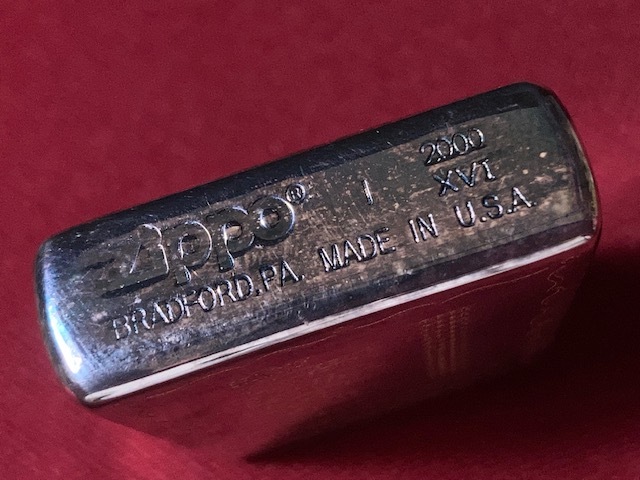 Zippo® I 2000
XVI
BRADFORD,PA. MADE IN U.S.A.